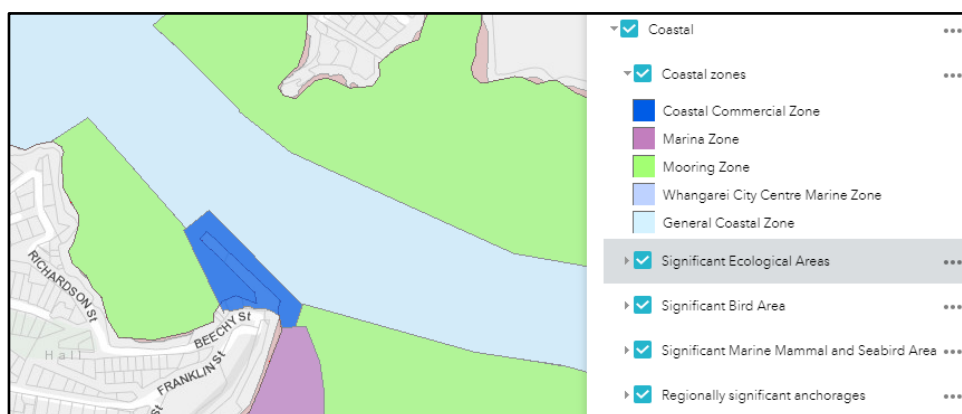 RICHARDSON St
Hall
BEECHY St
FRANKLIN St
Coastal
Coastal zones
Coastal Commercial Zone
Marina Zone
Mooring Zone
Whangarei City Centre Marine Zone
General Coastal Zone
Significant Ecological Areas
Significant Bird Area
Significant Marine Mammal and Seabird Area
Regionally significant anchorages